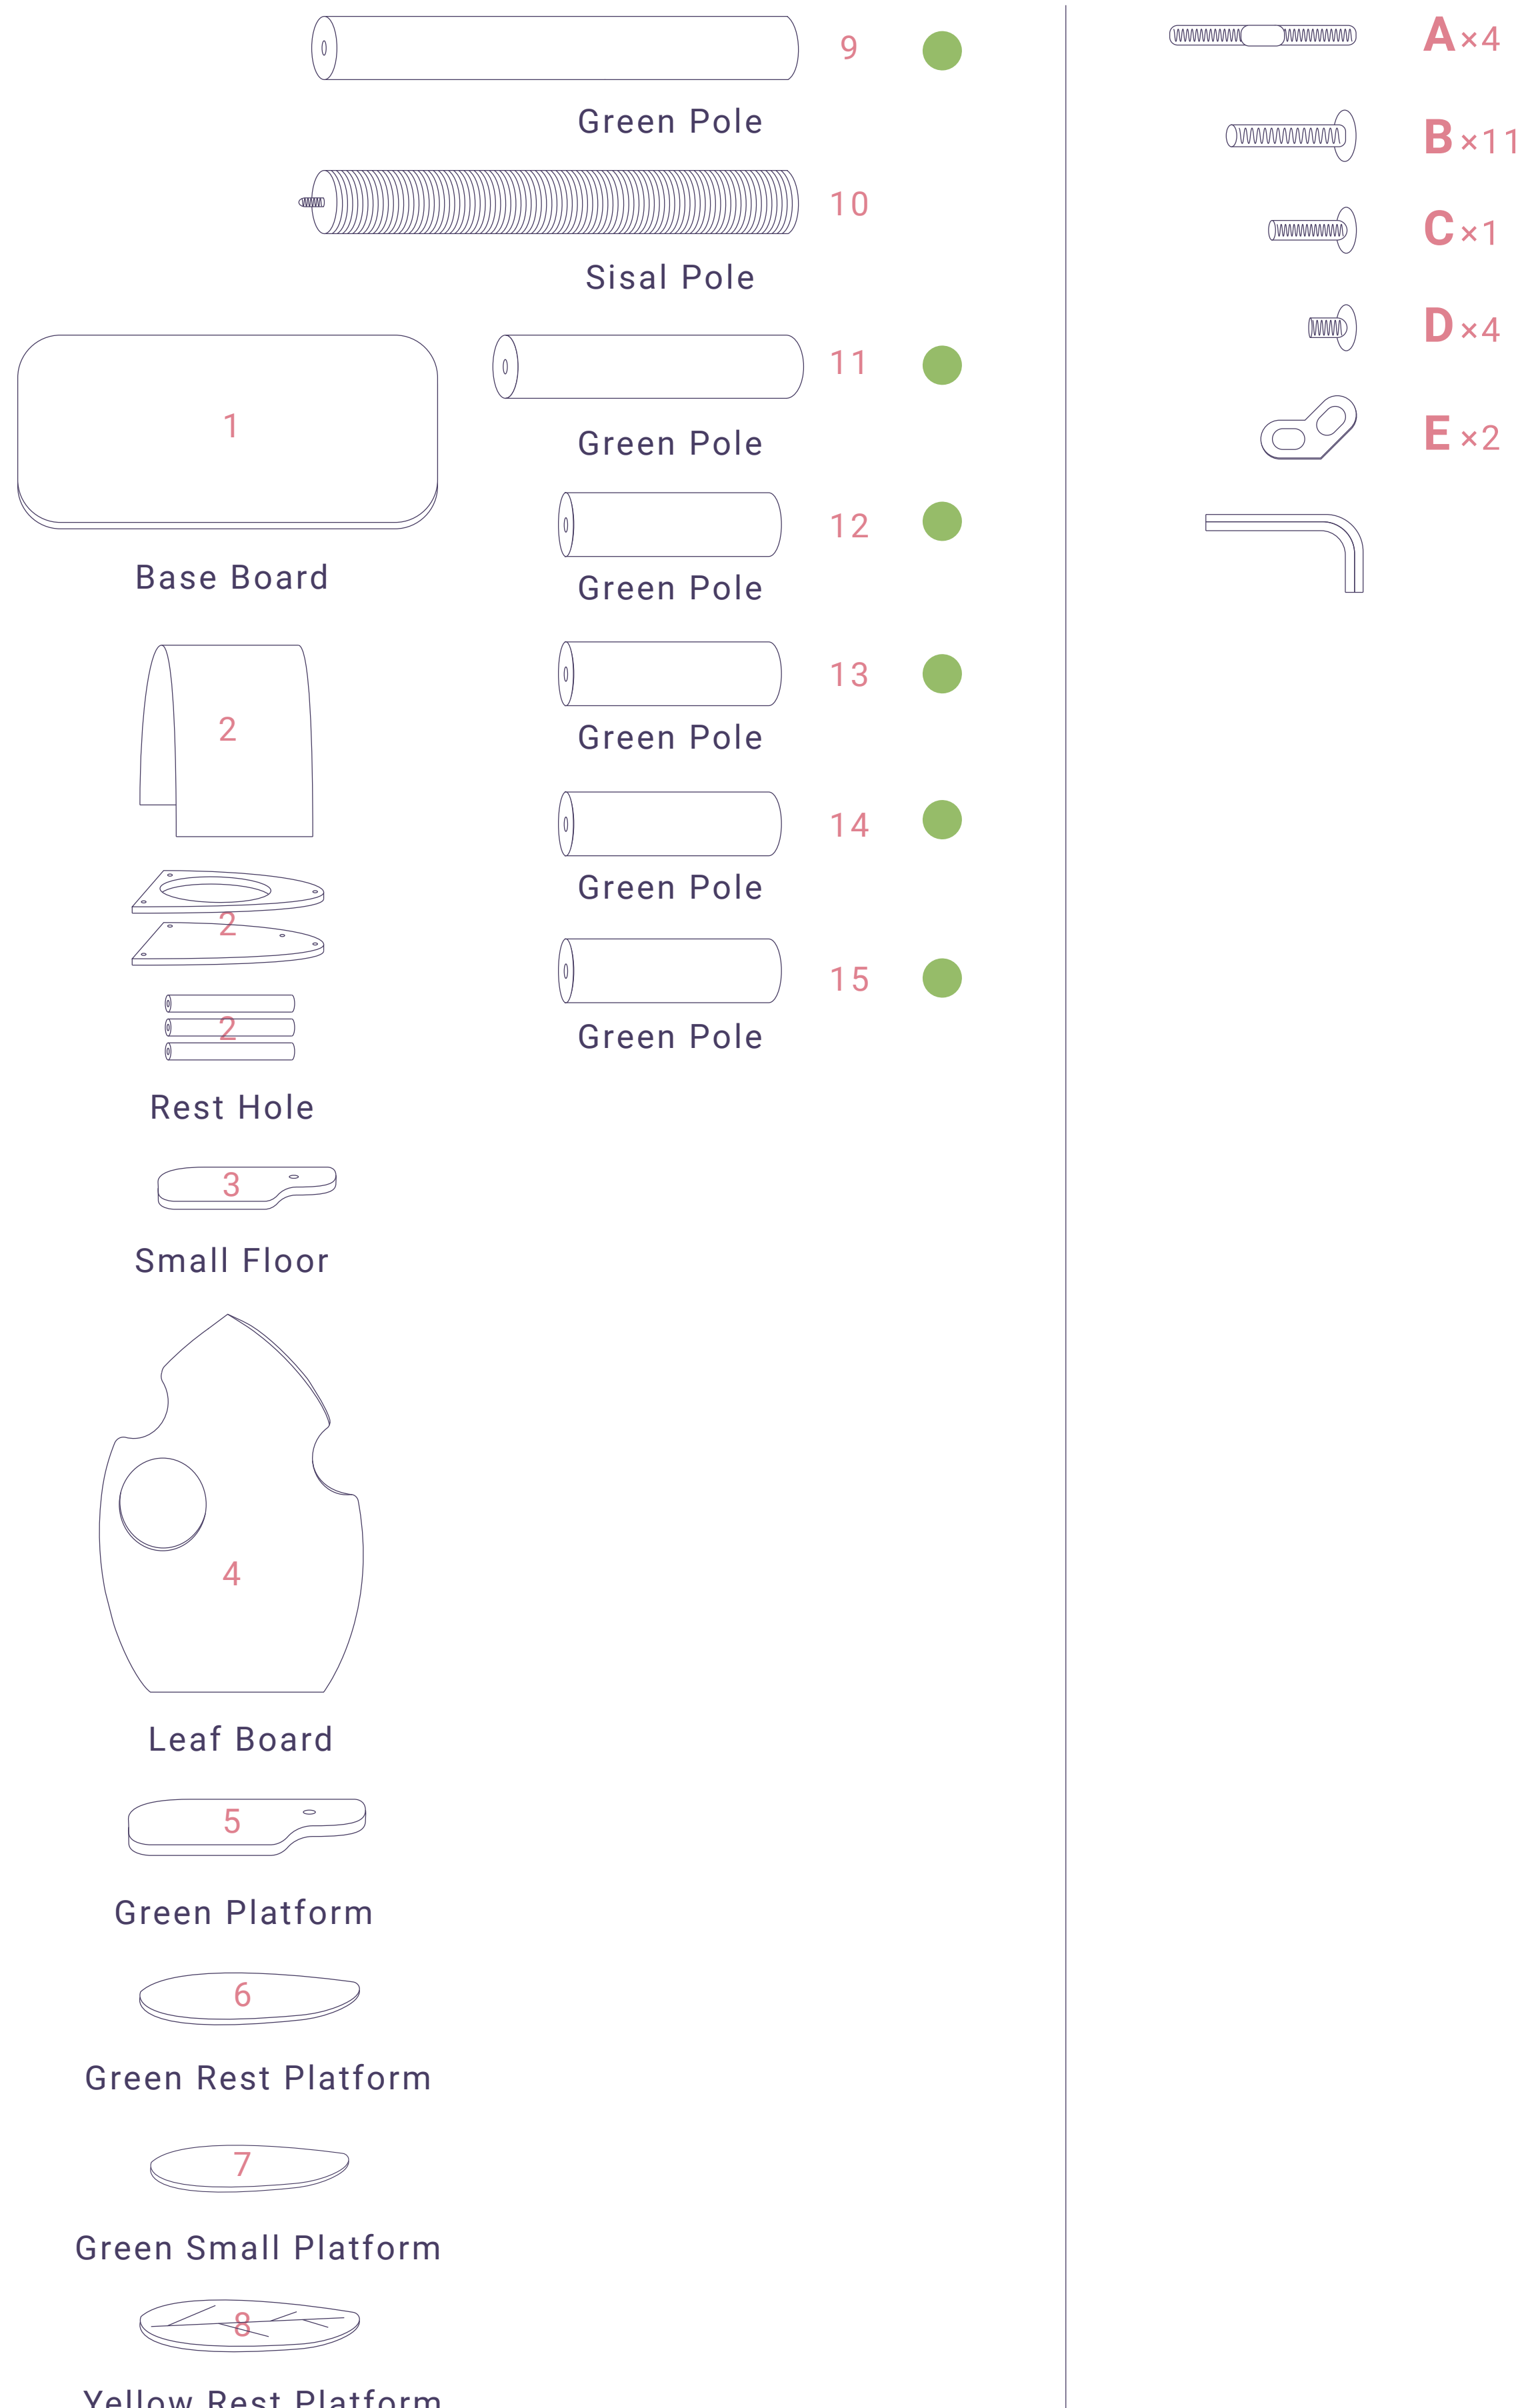 1
Base Board
2
2
2
Rest Hole
3
Small Floor
4
Leaf Board
5
Green Platform
6
Green Rest Platform
7
Green Small Platform
8
Yellow Rest Platform
9
Green Pole
10
Sisal Pole
11
Green Pole
12
Green Pole
13
Green Pole
14
Green Pole
15
Green Pole
A ×4
B ×11
C ×1
D ×4
E ×2